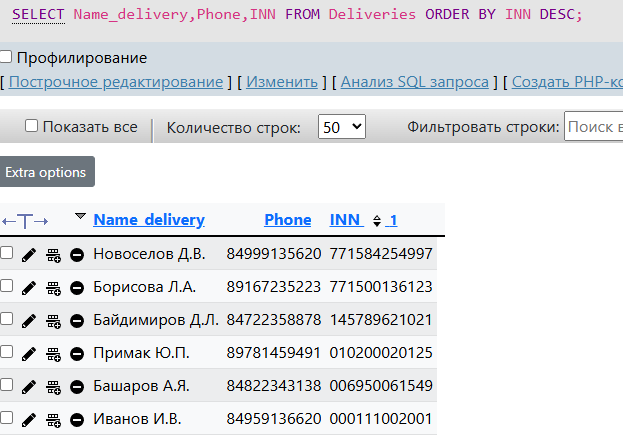 SELECT Name_delivery,Phone,INN FROM Deliveries ORDER BY INN DESC;
Профилирование
[ Построчное редактирование ] [ Изменить ] [ Анализ SQL запроса ] [ Создать PHP-ко
Показать все | Количество строк: 50 Фильтровать строки: Поиск в
Extra options
←T→ Name_delivery Phone INN 1
Новоселов Д.В. 84999135620 771584254997
Борисова Л.А. 89167235223 771500136123
Байдимиров Д.Л. 84722358878 145789621021
Примак Ю.П. 89781459491 010200020125
Башаров А.Я. 84822343138 006950061549
Иванов И.В. 84959136620 000111002001